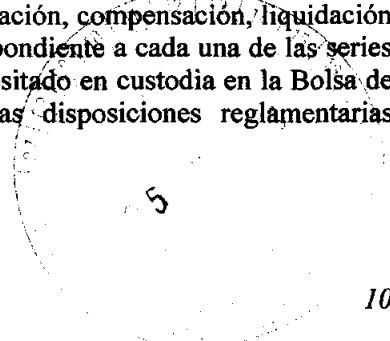 ación, compensación, liquidación
pondiente a cada una de las series
sitado en custodia en la Bolsa de
as disposiciones reglamentarias
5
10